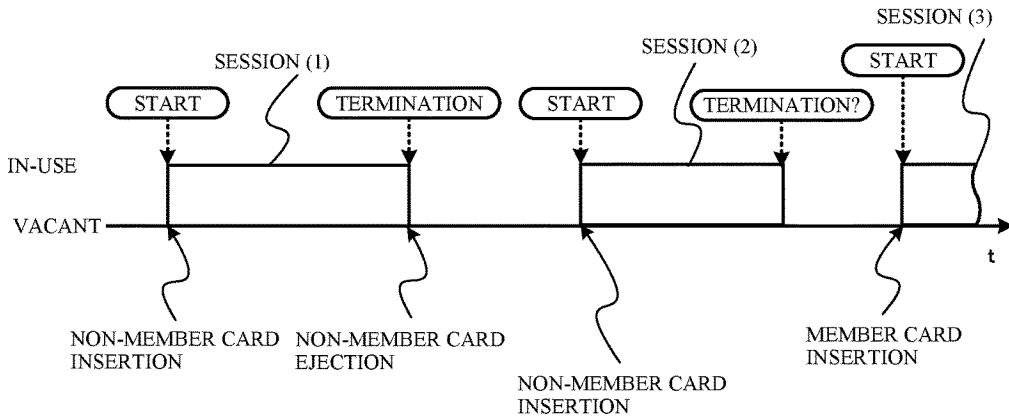 SESSION (3)
SESSION (2)
SESSION (1)
START
START
TERMINATION
START
TERMINATION?
IN-USE
VACANT
t
NON-MEMBER CARD
INSERTION
NON-MEMBER CARD
EJECTION
MEMBER CARD
INSERTION
NON-MEMBER CARD
INSERTION